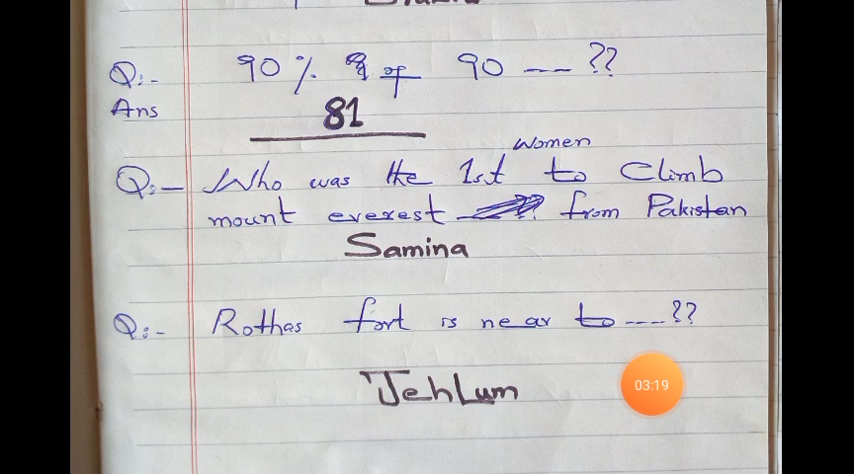 Q:- 90% of 90 --- ??
Ans 81
Women
Q:- Who was the 1st to Climb
mount everest from Pakistan
Samina
Q:- Rothas fort is near to ---??
Jehlum
03:19